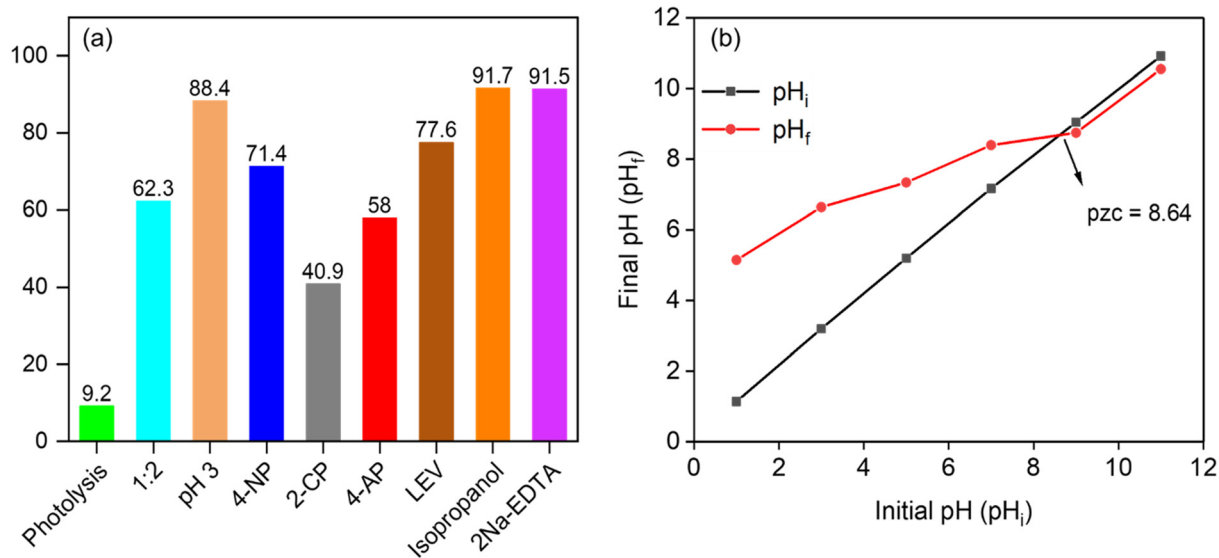 (a)
100
80
60
40
20
0
9.2
62.3
88.4
71.4
40.9
58
77.6
91.7
91.5
Photolysis
1:2
pH 3
4-NP
2-CP
4-AP
LEV
Isopropanol
2Na-EDTA
(b)
12
10
8
6
4
2
0
Final pH (pHf)
pHi
pHf
pzc = 8.64
0 2 4 6 8 10 12
Initial pH (pHi)